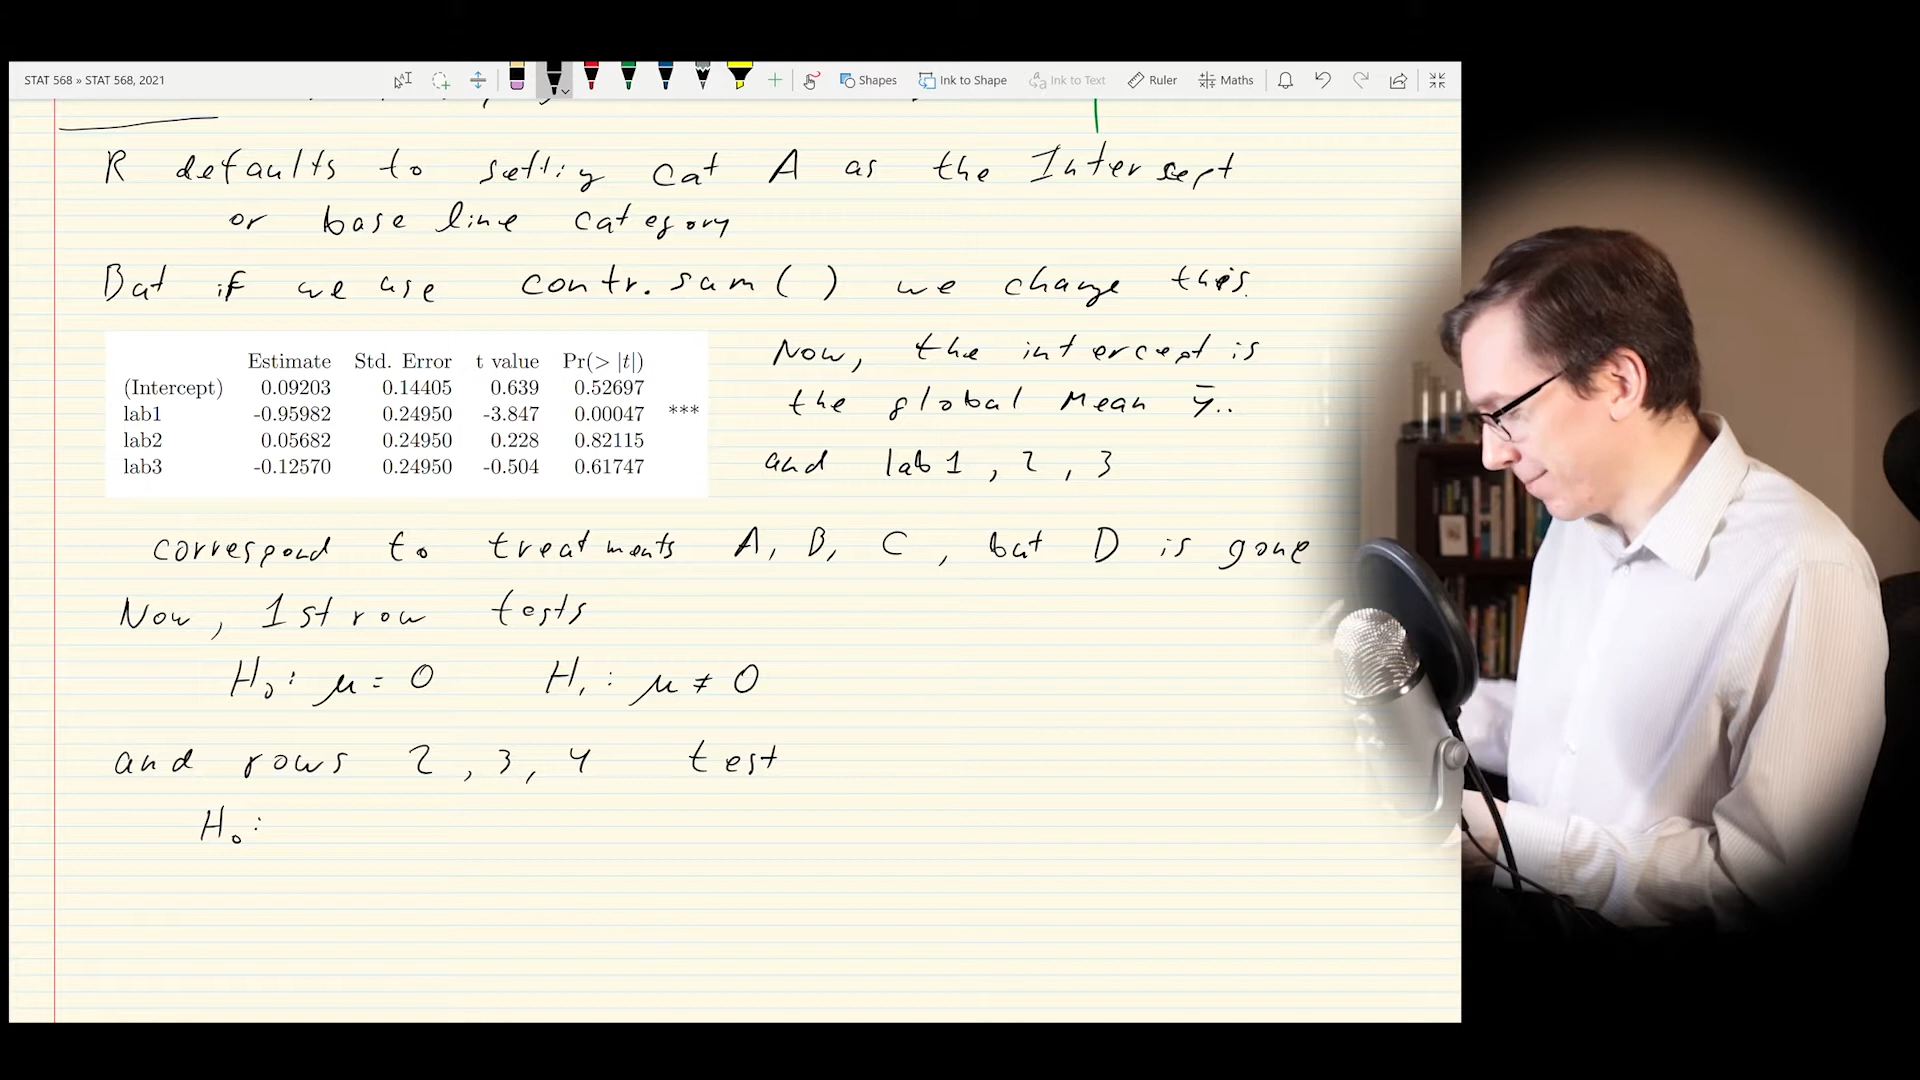 STAT 568 » STAT 568, 2021
Shapes Ink to Shape Ink to Text Ruler Maths
R defaults to setting cat A as the Intercept
or base line category
But if we use contr.sum() we change this.
Estimate Std. Error t value Pr(> |t|)
(Intercept) 0.09203 0.14405 0.639 0.52697
lab1 -0.95982 0.24950 -3.847 0.00047 ***
lab2 0.05682 0.24950 0.228 0.82115
lab3 -0.12570 0.24950 -0.504 0.61747
Now, the intercept is
the global mean ȳ..
and lab 1, 2, 3
correspond to treatments A, B, C, but D is gone
Now, 1st row tests
H₀: μ = 0 H₁: μ ≠ 0
and rows 2, 3, 4 test
H₀: